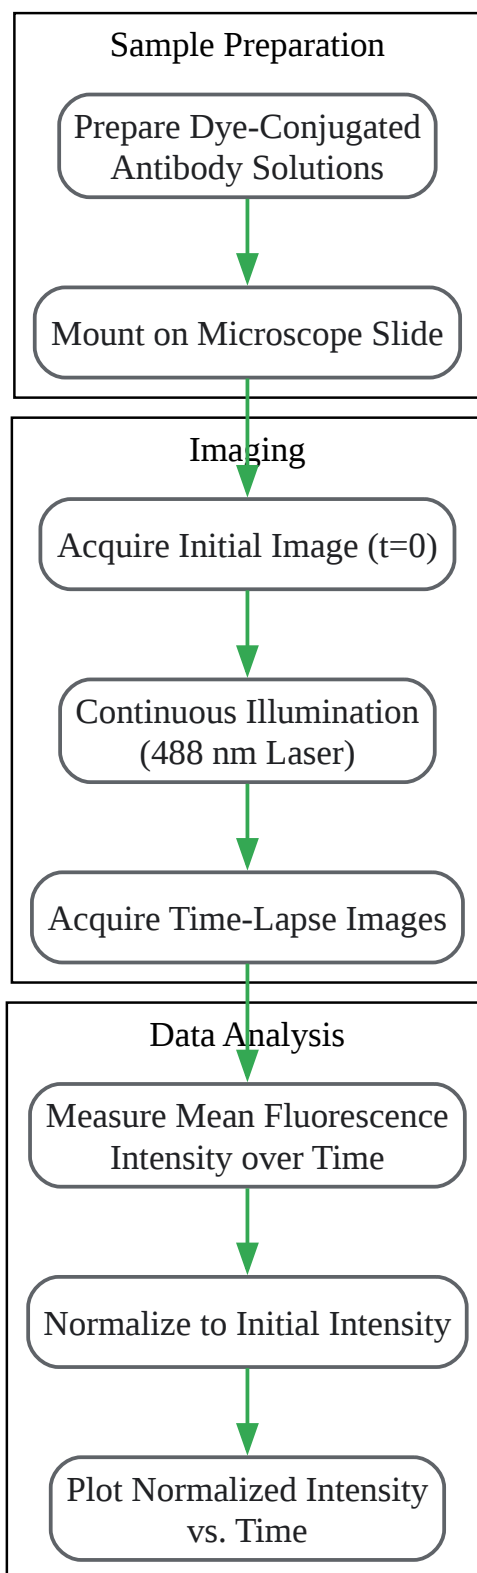 Sample Preparation
Prepare Dye-Conjugated
Antibody Solutions
Mount on Microscope Slide
Imaging
Acquire Initial Image (t=0)
Continuous Illumination
(488 nm Laser)
Acquire Time-Lapse Images
Data Analysis
Measure Mean Fluorescence
Intensity over Time
Normalize to Initial Intensity
Plot Normalized Intensity
vs. Time